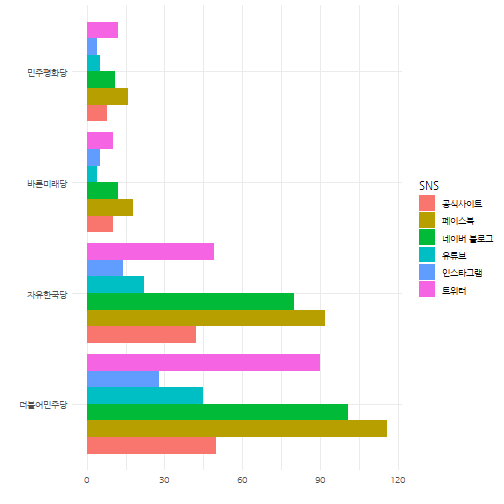 민주평화당
바른미래당
자유한국당
더불어민주당
0 30 60 90 120
SNS
공식사이트
페이스북
네이버 블로그
유튜브
인스타그램
트위터